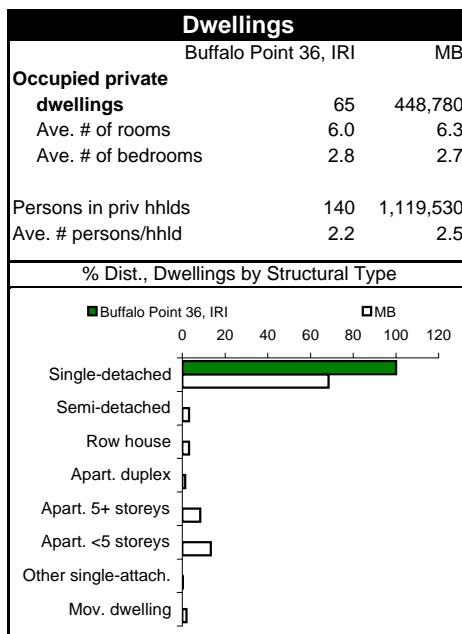 Dwellings
Buffalo Point 36, IRI MB
Occupied private
dwellings 65 448,780
Ave. # of rooms 6.0 6.3
Ave. # of bedrooms 2.8 2.7
Persons in priv hhlds 140 1,119,530
Ave. # persons/hhld 2.2 2.5
% Dist., Dwellings by Structural Type
Buffalo Point 36, IRI MB
0 20 40 60 80 100 120
Single-detached
Semi-detached
Row house
Apart. duplex
Apart. 5+ storeys
Apart. <5 storeys
Other single-attach.
Mov. dwelling